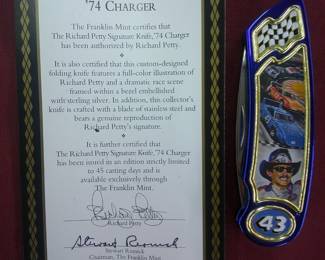 '74 CHARGER
The Franklin Mint certifies that
The Richard Petty Signature Knife, '74 Charger
has been authorized by Richard Petty.
It is also certified that this custom-designed
folding knife features a full-color illustration of
Richard Petty and a dramatic race scene
framed within a bezel embellished
with sterling silver. In addition, this collector's
knife is crafted with a blade of stainless steel and
bears a genuine reproduction of
Richard Petty's signature.
It is further certified that
The Richard Petty Signature Knife, '74 Charger
has been issued in an edition strictly limited
to 45 casting days and is
available exclusively through
The Franklin Mint.
Richard Petty
Richard Petty
Stewart Resnick
Stewart Resnick
Chairman, The Franklin Mint
43